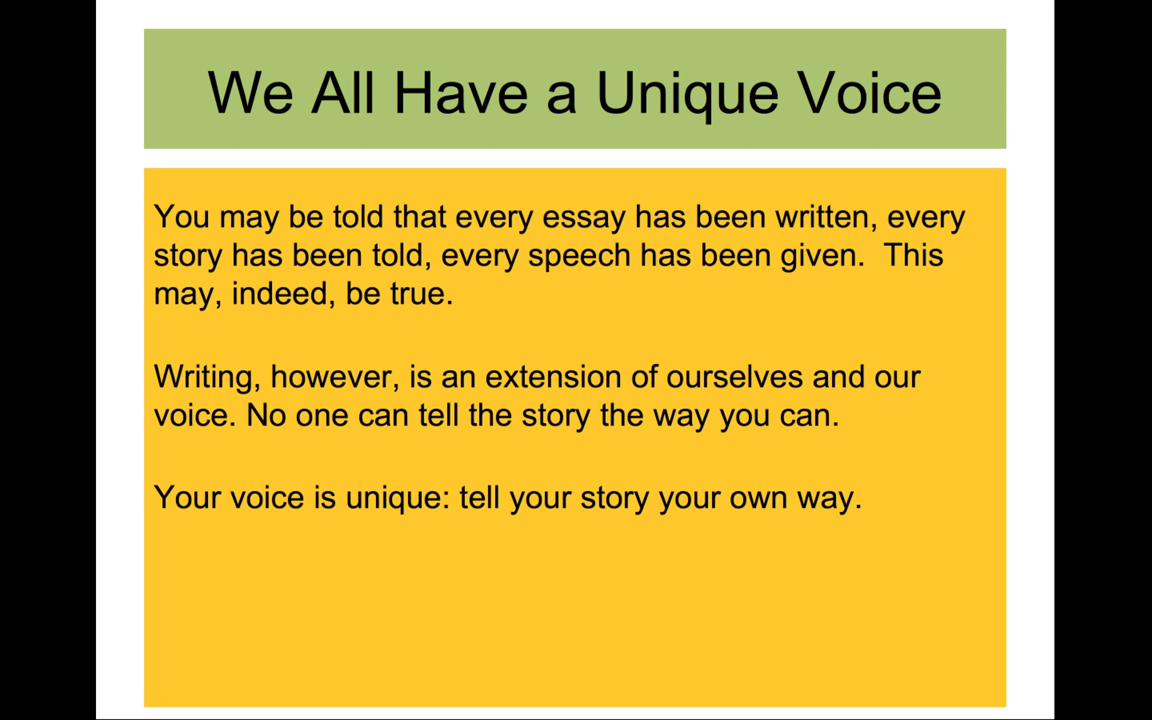 We All Have a Unique Voice
You may be told that every essay has been written, every
story has been told, every speech has been given.  This
may, indeed, be true.
Writing, however, is an extension of ourselves and our
voice. No one can tell the story the way you can.
Your voice is unique: tell your story your own way.